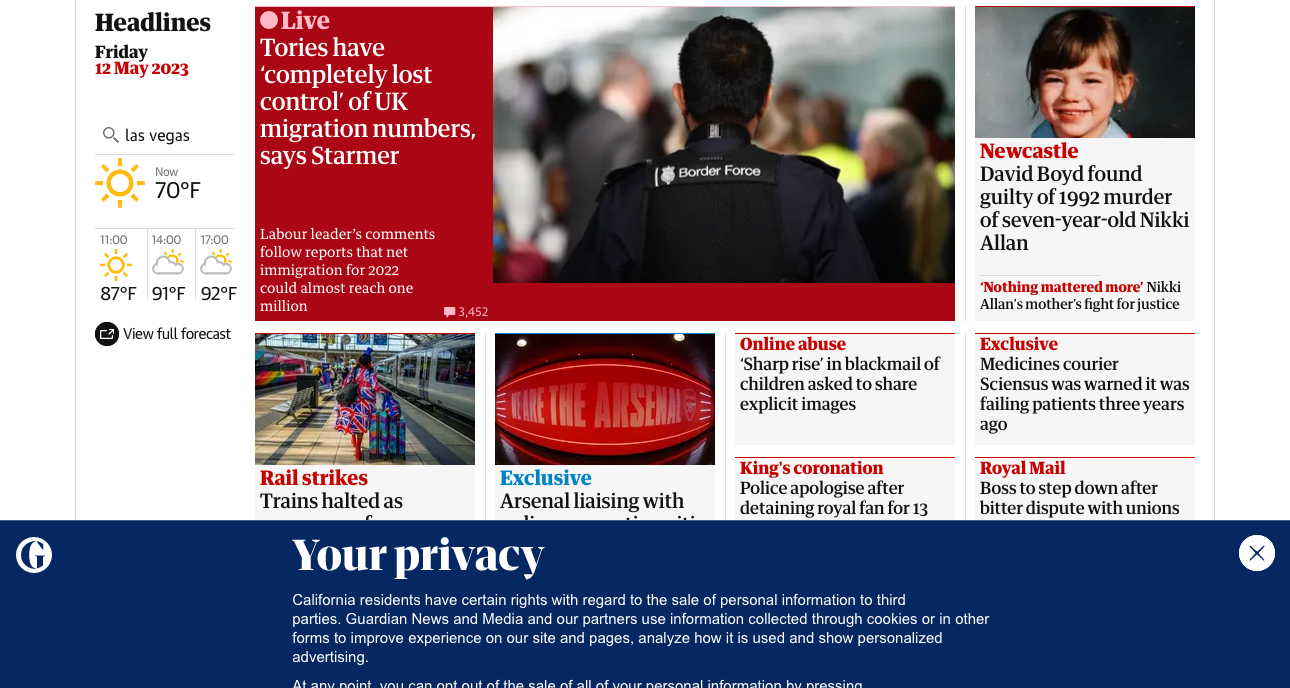 Headlines
Friday
12 May 2023
las vegas
Now
70°F
11:00
14:00
17:00
87°F
91°F
92°F
View full forecast
Live
Tories have
‘completely lost
control’ of UK
migration numbers,
says Starmer
Labour leader’s comments
follow reports that net
immigration for 2022
could almost reach one
million
3,452
Border Force
Newcastle
David Boyd found
guilty of 1992 murder
of seven-year-old Nikki
Allan
‘Nothing mattered more’ Nikki
Allan's mother’s fight for justice
Rail strikes
Trains halted as
WE ARE THE ARSENAL
Exclusive
Arsenal liaising with
Online abuse
‘Sharp rise’ in blackmail of
children asked to share
explicit images
Exclusive
Medicines courier
Sciensus was warned it was
failing patients three years
ago
King's coronation
Police apologise after
detaining royal fan for 13
Royal Mail
Boss to step down after
bitter dispute with unions
G
Your privacy
California residents have certain rights with regard to the sale of personal information to third
parties. Guardian News and Media and our partners use information collected through cookies or in other
forms to improve experience on our site and pages, analyze how it is used and show personalized
advertising.
At any point, you can opt out of the sale of all of your personal information by pressing